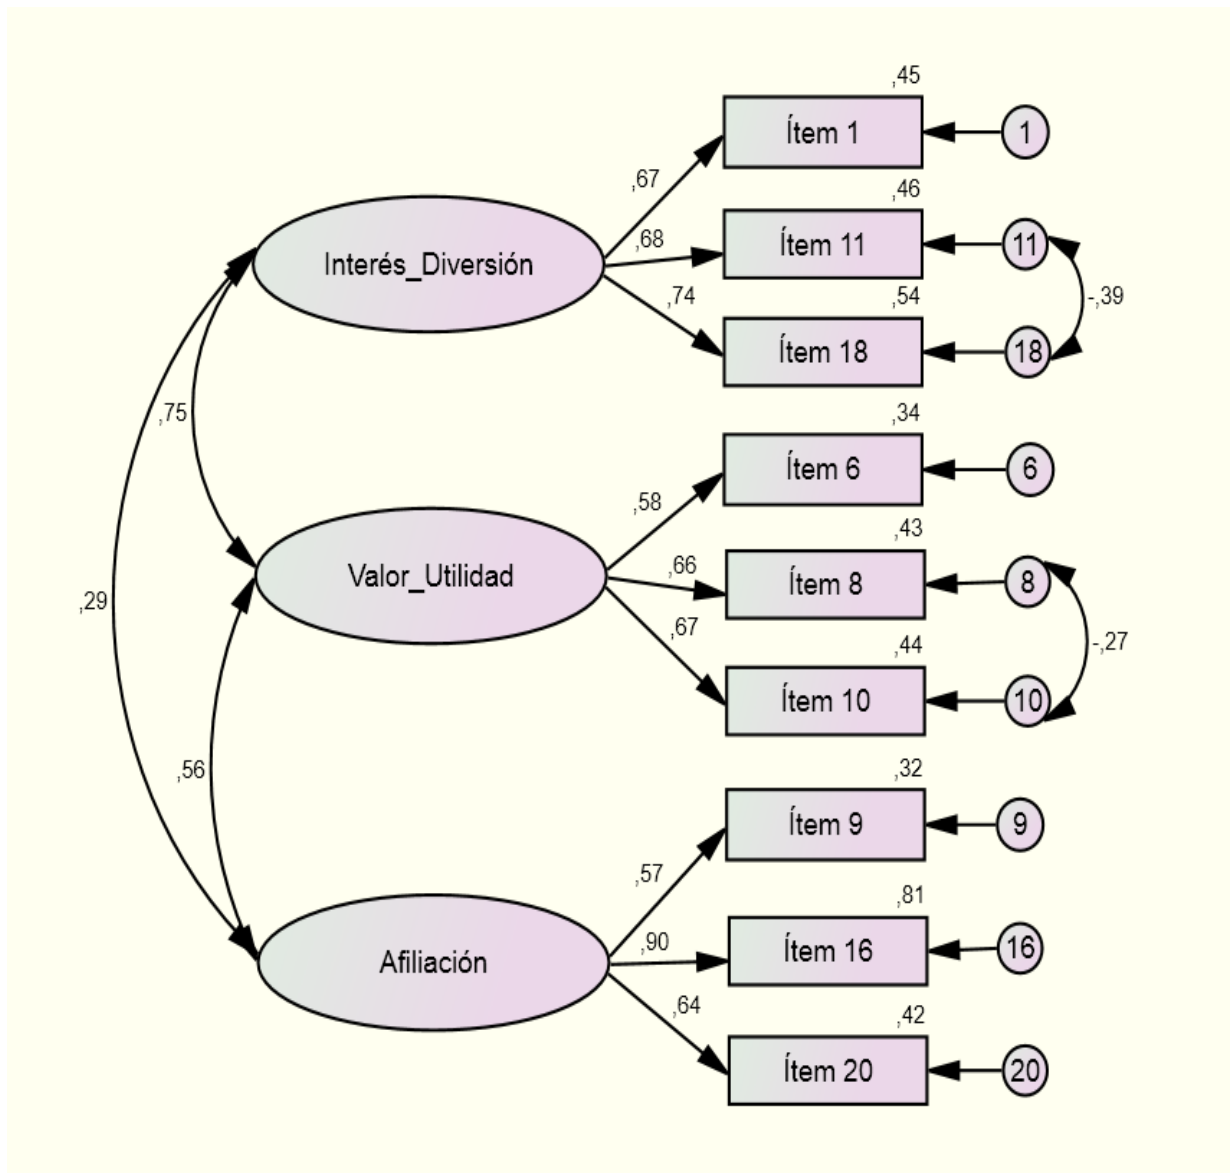 ,45
Ítem 1
1
,67
,46
Ítem 11
11
,68
Interés_Diversión
,74
,54
-,39
Ítem 18
18
,75
,34
Ítem 6
6
,58
,43
,66
Valor_Utilidad
Ítem 8
8
,29
,67
-,27
,44
Ítem 10
10
,56
,32
Ítem 9
9
,57
,81
,90
Ítem 16
16
Afiliación
,64
,42
Ítem 20
20